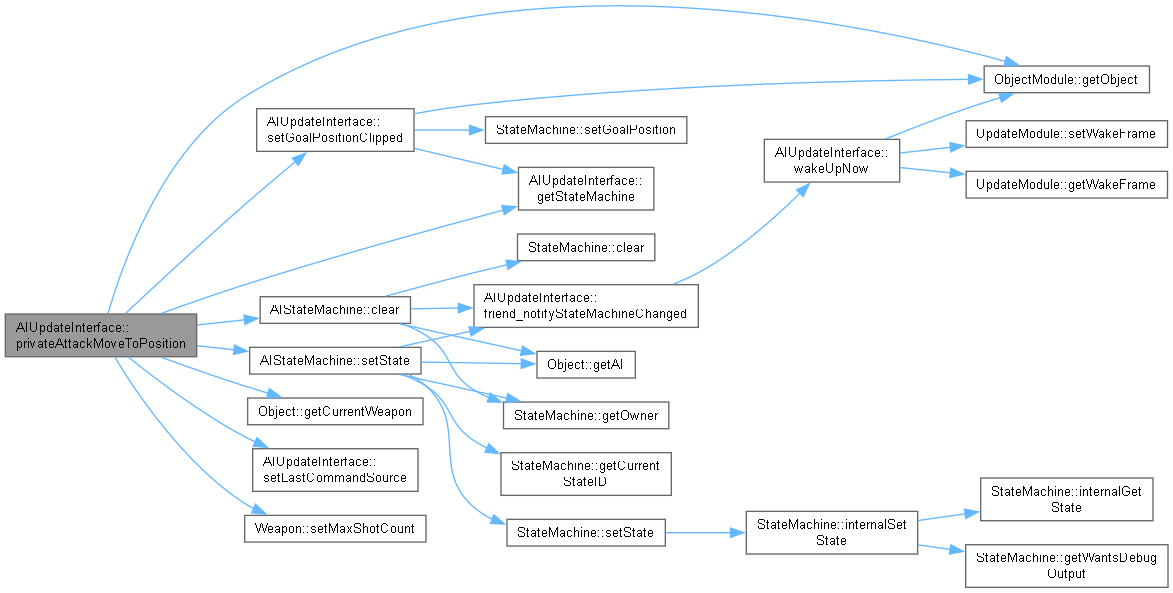 ObjectModule::getObject
AIUpdateInterface::
setGoalPositionClipped
StateMachine::setGoalPosition
UpdateModule::setWakeFrame
AIUpdateInterface::
wakeUpNow
AIUpdateInterface::
getStateMachine
UpdateModule::getWakeFrame
StateMachine::clear
AIStateMachine::clear
AIUpdateInterface::
friend_notifyStateMachineChanged
AIUpdateInterface::
privateAttackMoveToPosition
AIStateMachine::setState
Object::getAI
Object::getCurrentWeapon
StateMachine::getOwner
AIUpdateInterface::
setLastCommandSource
StateMachine::getCurrent
StateID
Weapon::setMaxShotCount
StateMachine::setState
StateMachine::internalSet
State
StateMachine::internalGet
State
StateMachine::getWantsDebug
Output